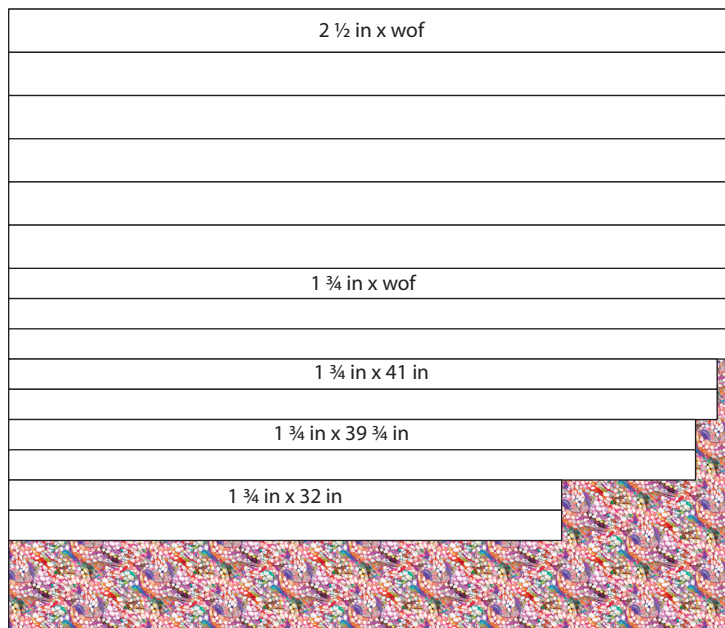 2 ½ in x wof
1 ¾ in x wof
1 ¾ in x 41 in
1 ¾ in x 39 ¾ in
1 ¾ in x 32 in